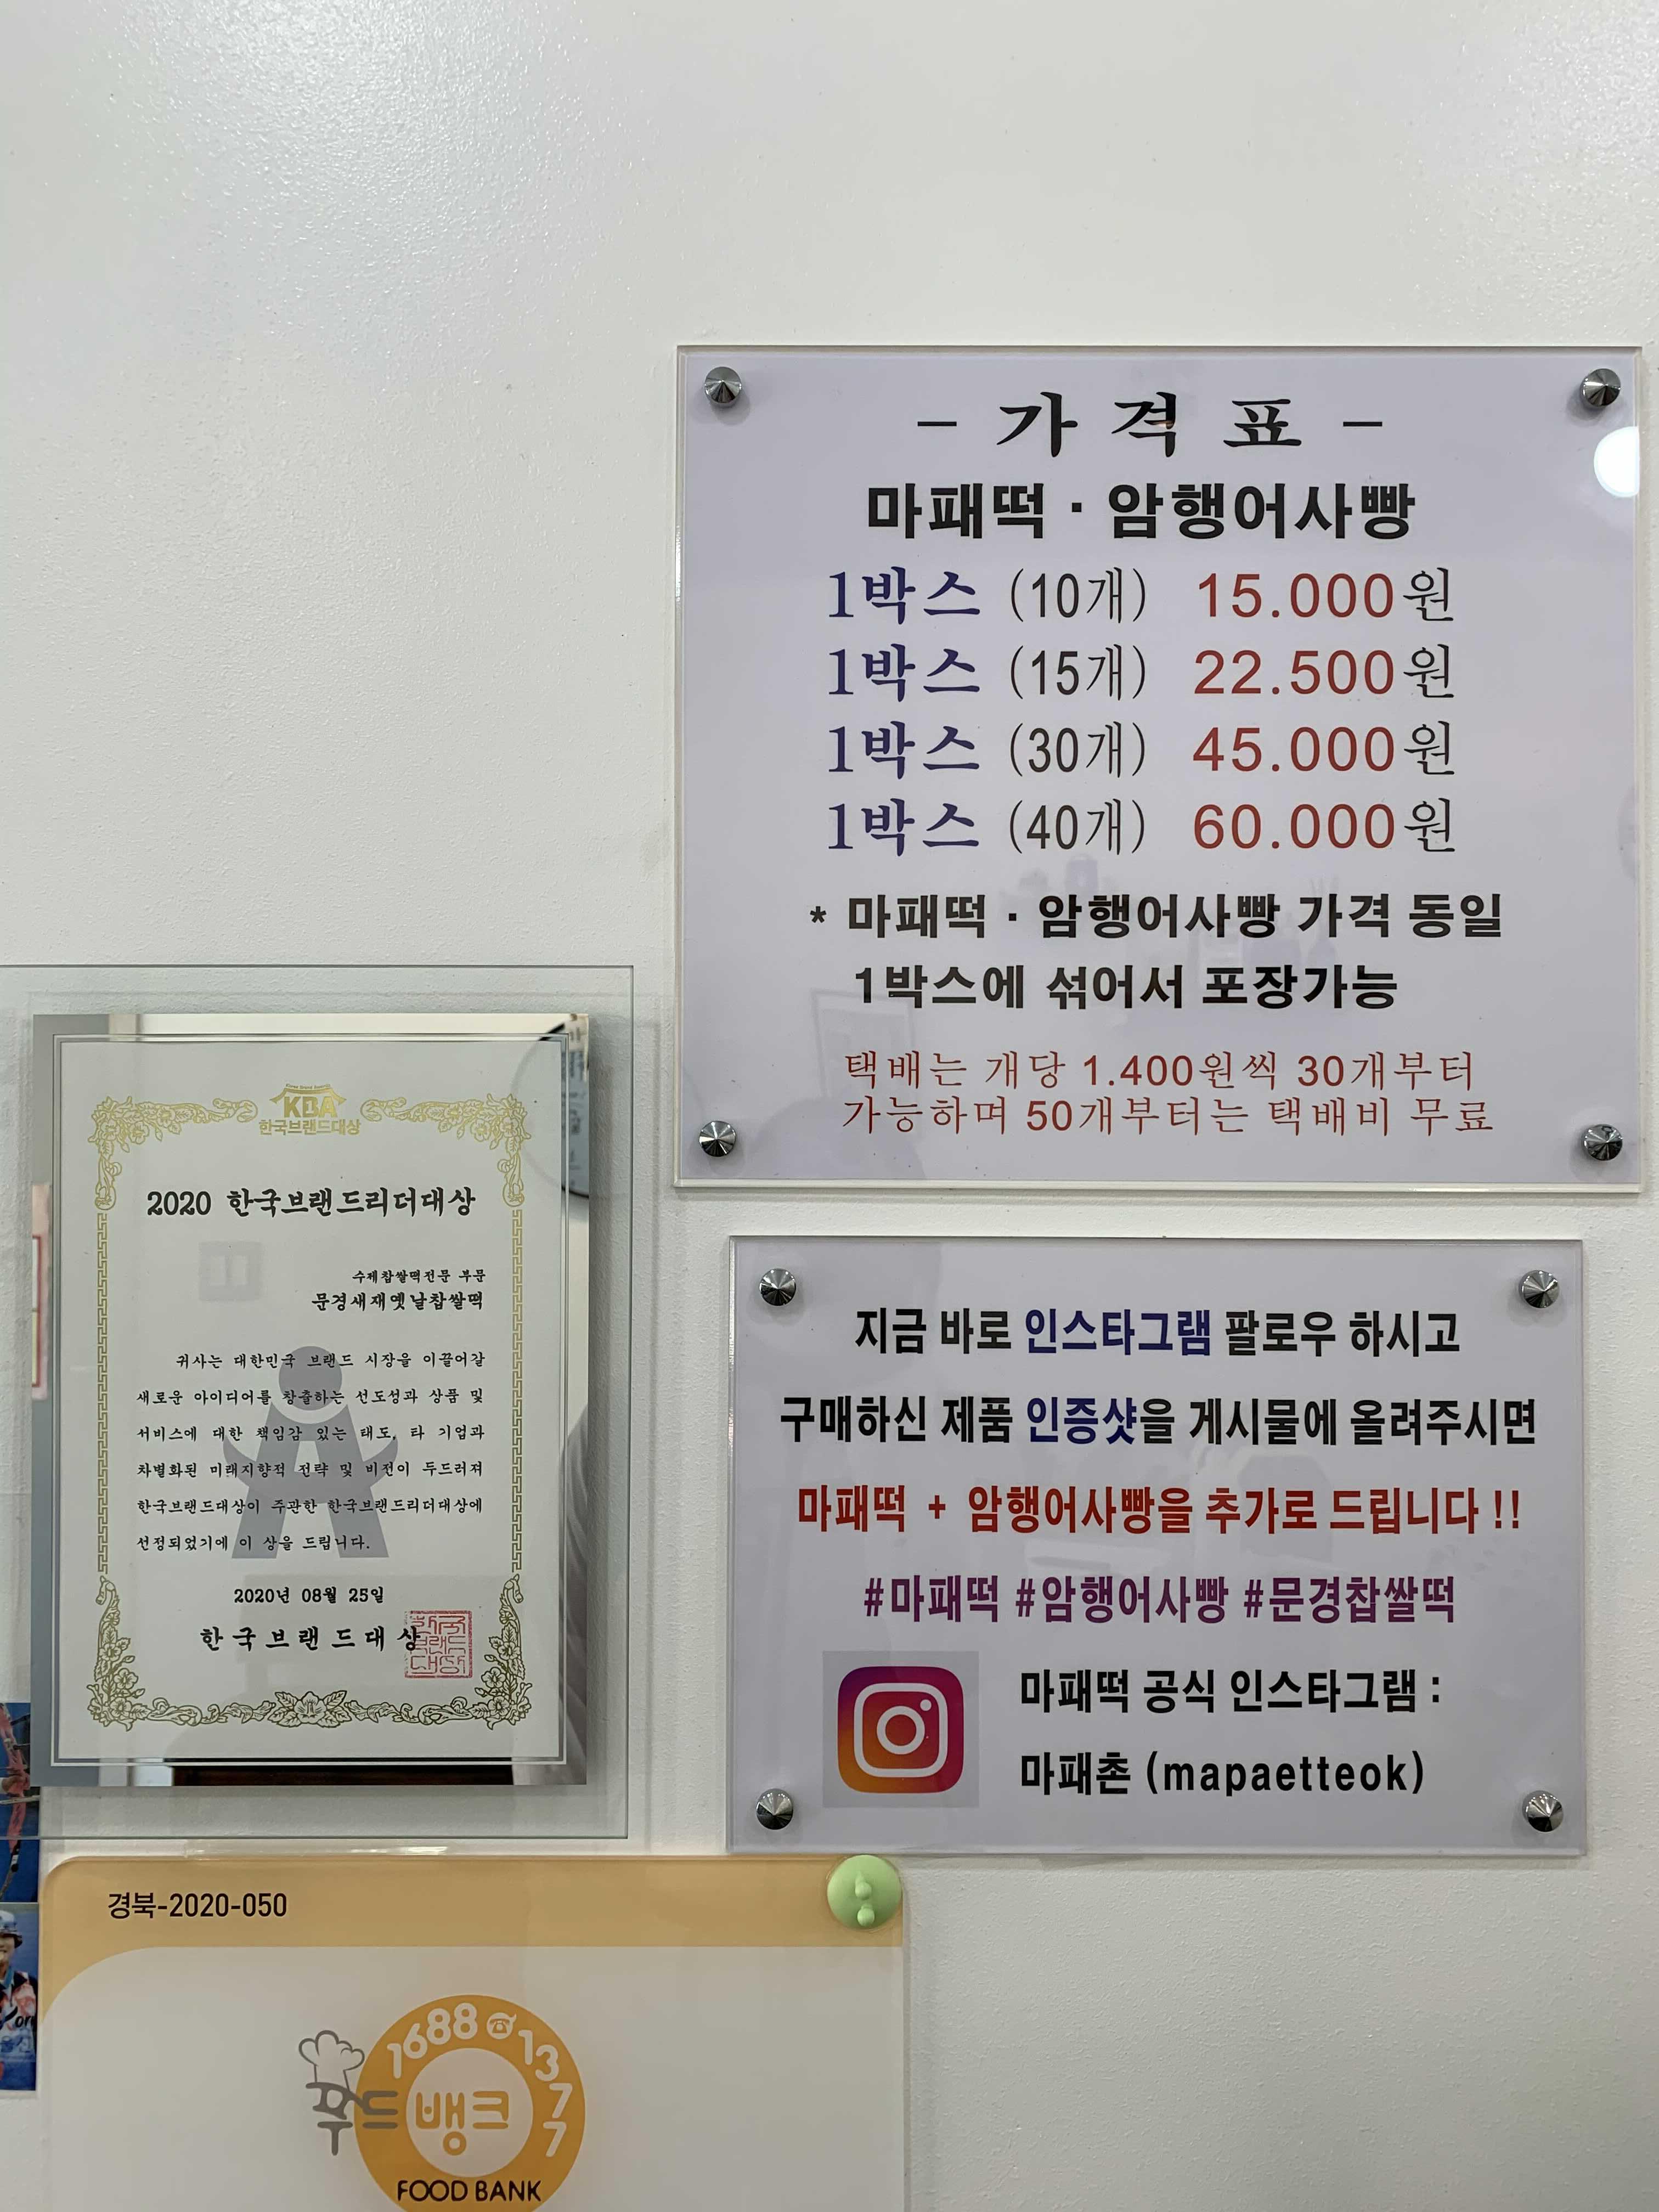 - 가격표 -
마패떡 · 암행어사빵
1박스 (10개) 15.000원
1박스 (15개) 22.500원
1박스 (30개) 45.000원
1박스 (40개) 60.000원
* 마패떡 · 암행어사빵 가격 동일
1박스에 섞어서 포장가능
택배는 개당 1.400원씩 30개부터
가능하며 50개부터는 택배비 무료
KBA
한국브랜드대상
2020 한국브랜드리더대상
수제찹쌀떡전문 부문
문경새재옛날찹쌀떡
귀사는 대한민국 브랜드 시장을 이끌어갈
새로운 아이디어를 창출하는 선도성과 상품 및
서비스에 대한 책임감 있는 태도, 타 기업과
차별화된 미래지향적 전략 및 비전이 두드러져
한국브랜드대상이 주관한 한국브랜드리더대상에
선정되었기에 이 상을 드립니다.
2020년 08월 25일
한국브랜드대상
지금 바로 인스타그램 팔로우 하시고
구매하신 제품 인증샷을 게시물에 올려주시면
마패떡 + 암행어사빵을 추가로 드립니다 !!
#마패떡 #암행어사빵 #문경찹쌀떡
마패떡 공식 인스타그램 :
마패촌 (mapaetteok)
경북-2020-050
1688 1377
푸드뱅크
FOOD BANK